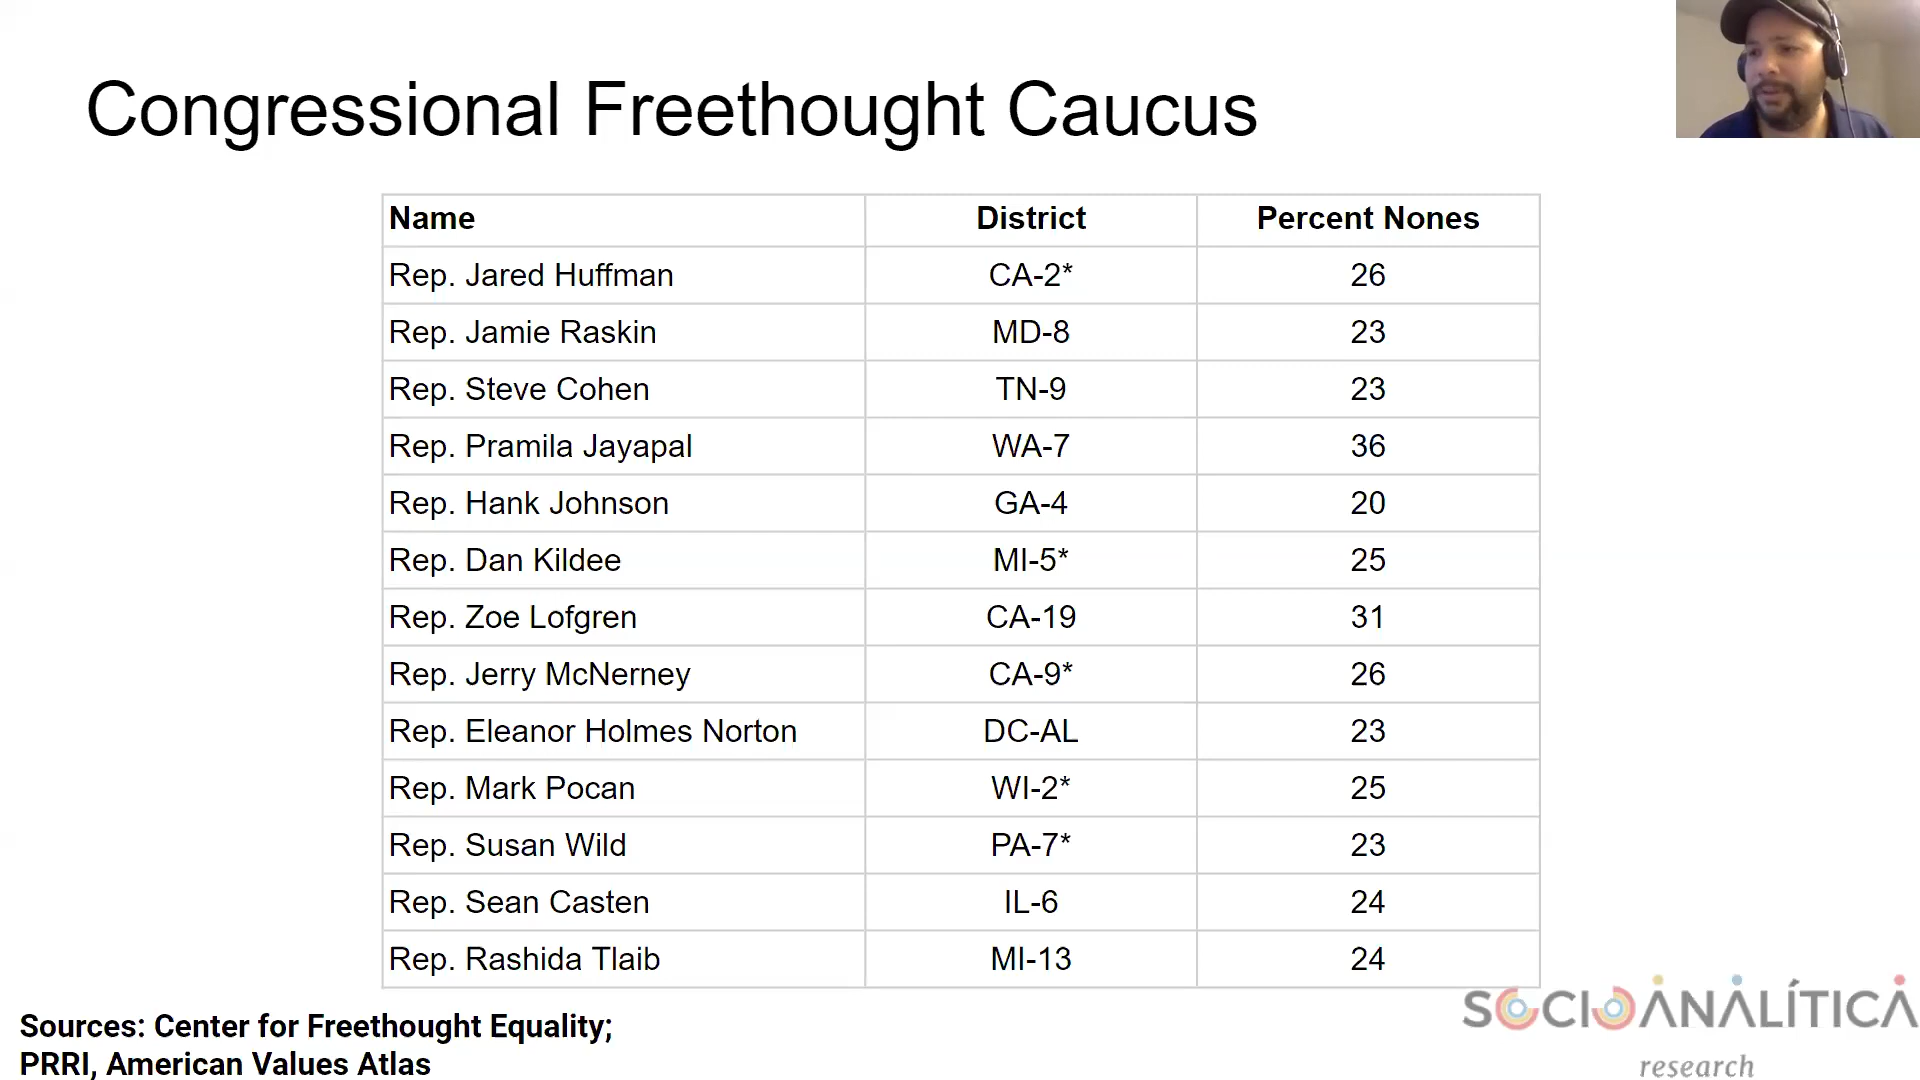 Congressional Freethought Caucus
Name District Percent Nones
Rep. Jared Huffman CA-2* 26
Rep. Jamie Raskin MD-8 23
Rep. Steve Cohen TN-9 23
Rep. Pramila Jayapal WA-7 36
Rep. Hank Johnson GA-4 20
Rep. Dan Kildee MI-5* 25
Rep. Zoe Lofgren CA-19 31
Rep. Jerry McNerney CA-9* 26
Rep. Eleanor Holmes Norton DC-AL 23
Rep. Mark Pocan WI-2* 25
Rep. Susan Wild PA-7* 23
Rep. Sean Casten IL-6 24
Rep. Rashida Tlaib MI-13 24
Sources: Center for Freethought Equality;
PRRI, American Values Atlas
SOCIOANALÍTICA
research